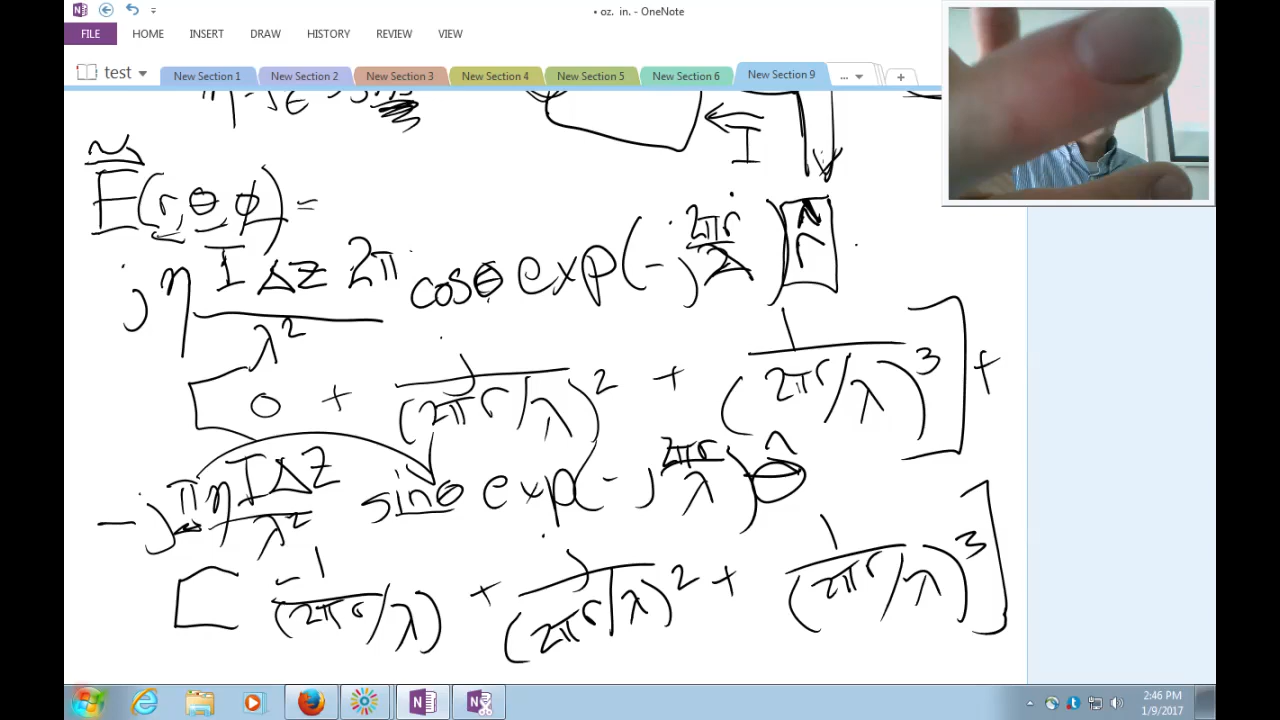 • oz. in. - OneNote
FILE HOME INSERT DRAW HISTORY REVIEW VIEW
test New Section 1 New Section 2 New Section 3 New Section 4 New Section 5 New Section 6 New Section 9 ... +
I
Ẽ(r, θ, ϕ) =
jη IΔz 2π / λ² cosθ exp(-j 2πr/λ) r̂
[0 + j/(2πr/λ)² + 1/(2πr/λ)³] +
-jπη IΔz/λ² sinθ exp(-j 2πr/λ) θ̂
[-1/(2πr/λ) + j/(2πr/λ)² + 1/(2πr/λ)³]
2:46 PM
1/9/2017